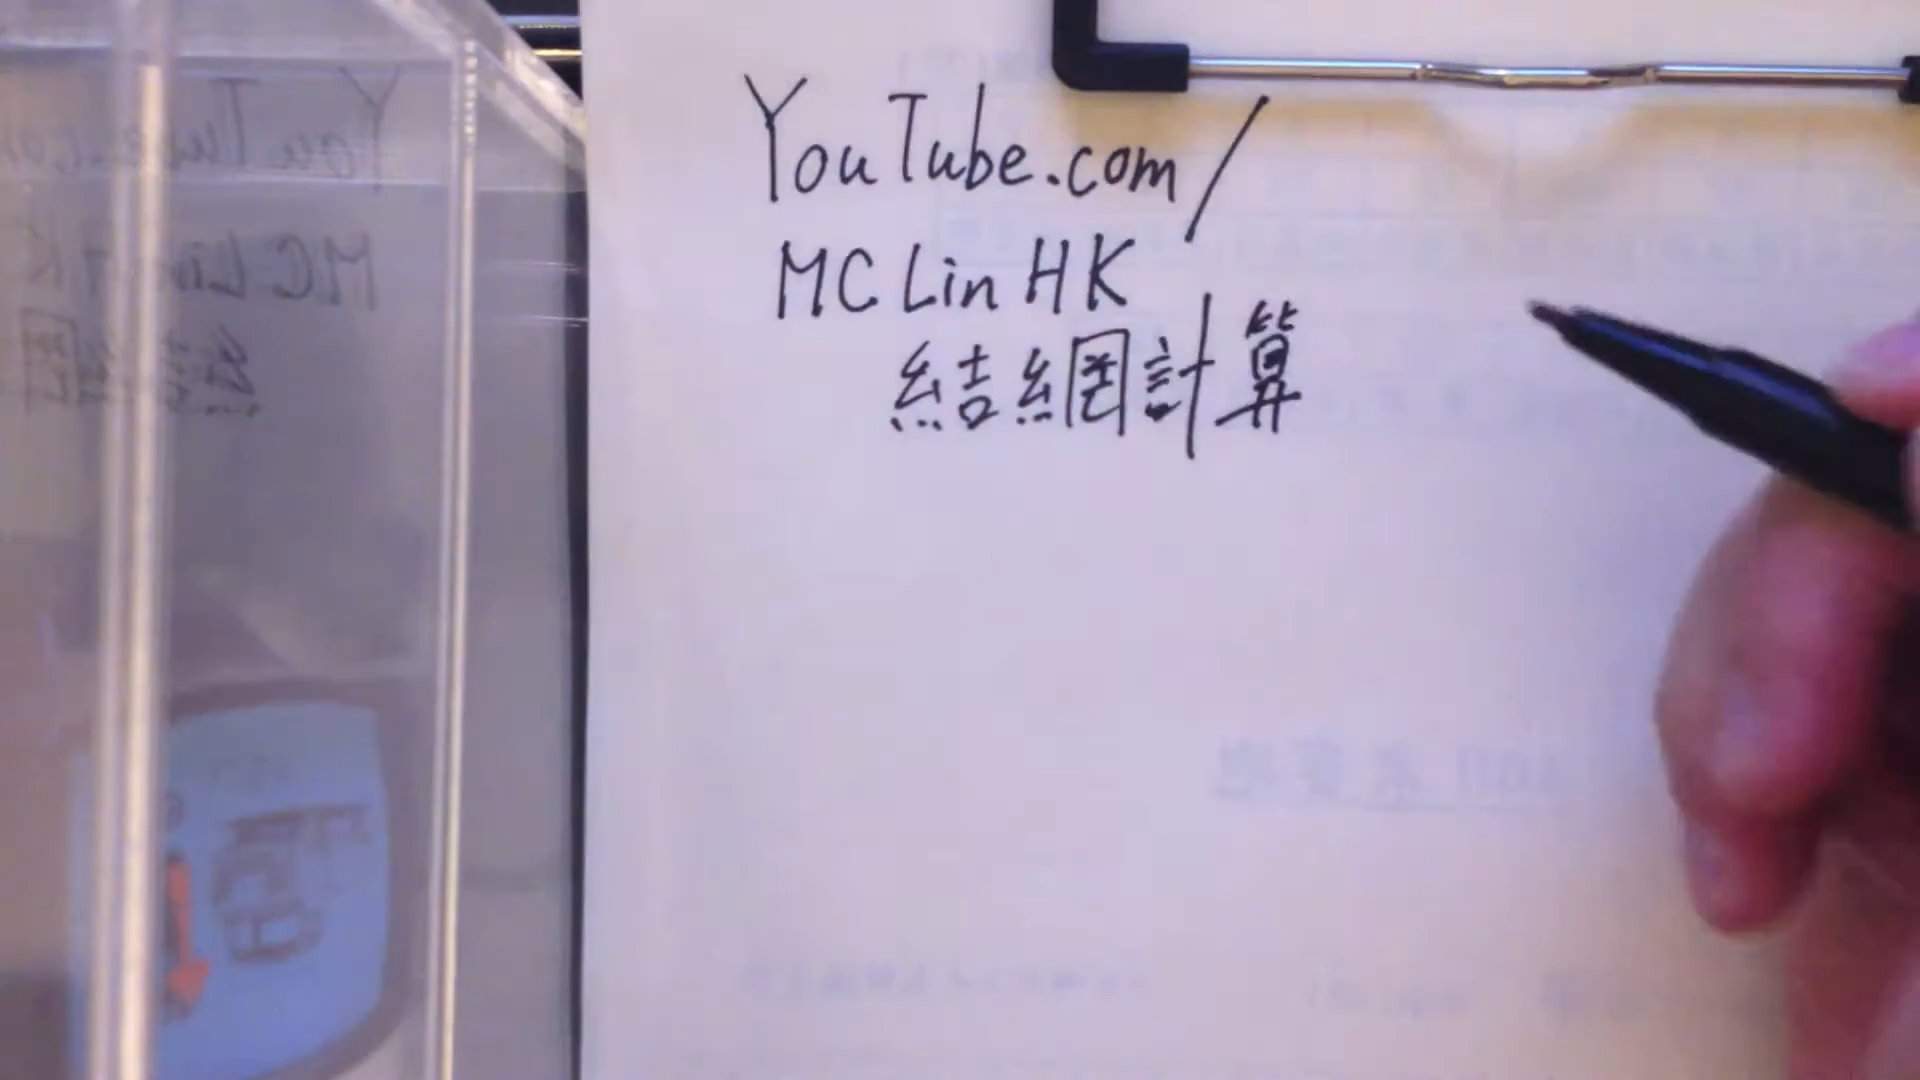 YouTube.com/
MC Lin HK
結網計算